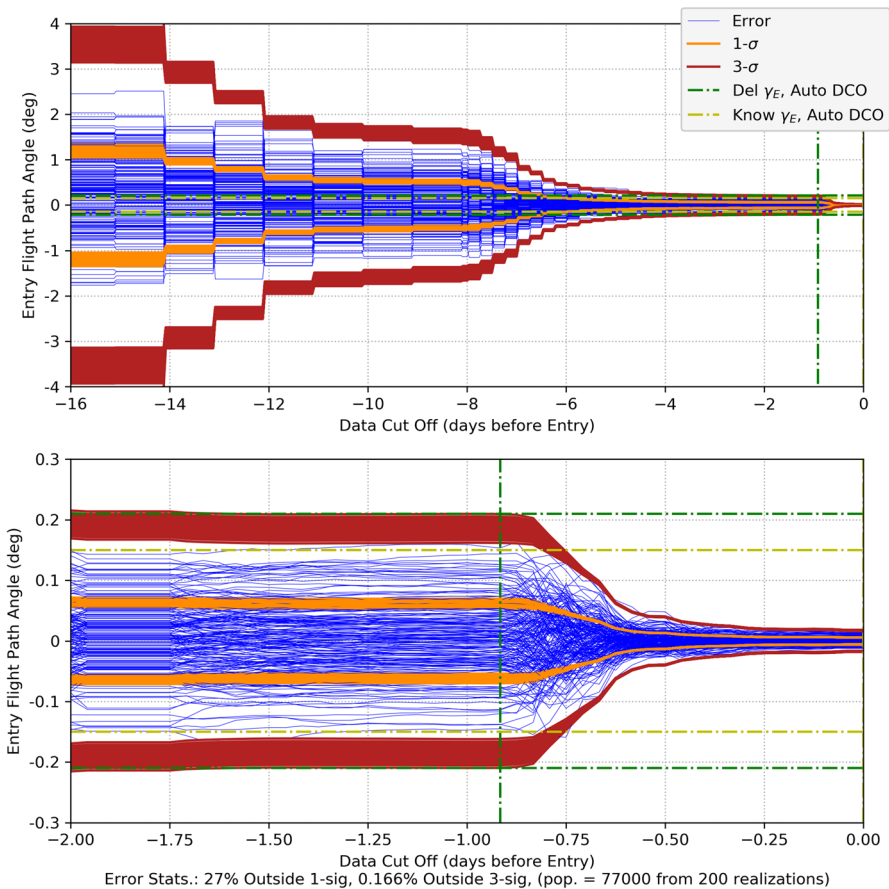 4
3
2
1
0
−1
−2
−3
−4
Entry Flight Path Angle (deg)
Error
1-σ
3-σ
Del γE, Auto DCO
Know γE, Auto DCO
−16 −14 −12 −10 −8 −6 −4 −2 0
Data Cut Off (days before Entry)
0.3
0.2
0.1
0
-0.1
-0.2
-0.3
Entry Flight Path Angle (deg)
−2.00 −1.75 −1.50 −1.25 −1.00 −0.75 −0.50 −0.25 0.00
Data Cut Off (days before Entry)
Error Stats.: 27% Outside 1-sig, 0.166% Outside 3-sig, (pop. = 77000 from 200 realizations)